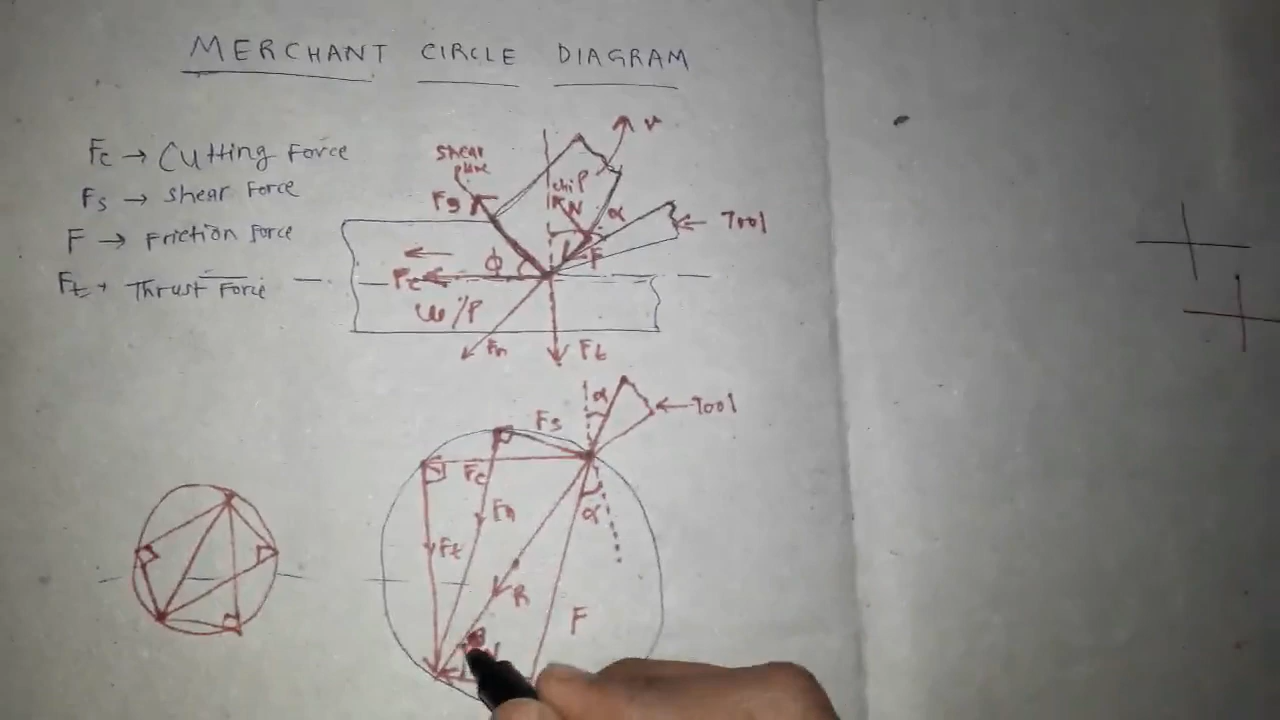 MERCHANT CIRCLE DIAGRAM
Fc → Cutting Force
Fs → Shear Force
F → Friction Force
Ft → Thrust Force
shear
plane
Fs
v
chip
N
α
Tool
F
ϕ
Fc
W/P
Fn
Ft
α
Tool
Fs
Fc
Fn
α
Ft
R
F